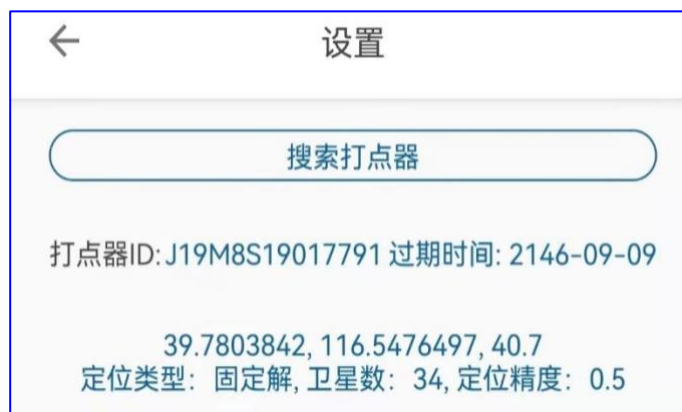 设置
搜索打点器
打点器ID:J19M8S19017791 过期时间: 2146-09-09
39.7803842, 116.5476497, 40.7
定位类型：固定解, 卫星数：34, 定位精度：0.5